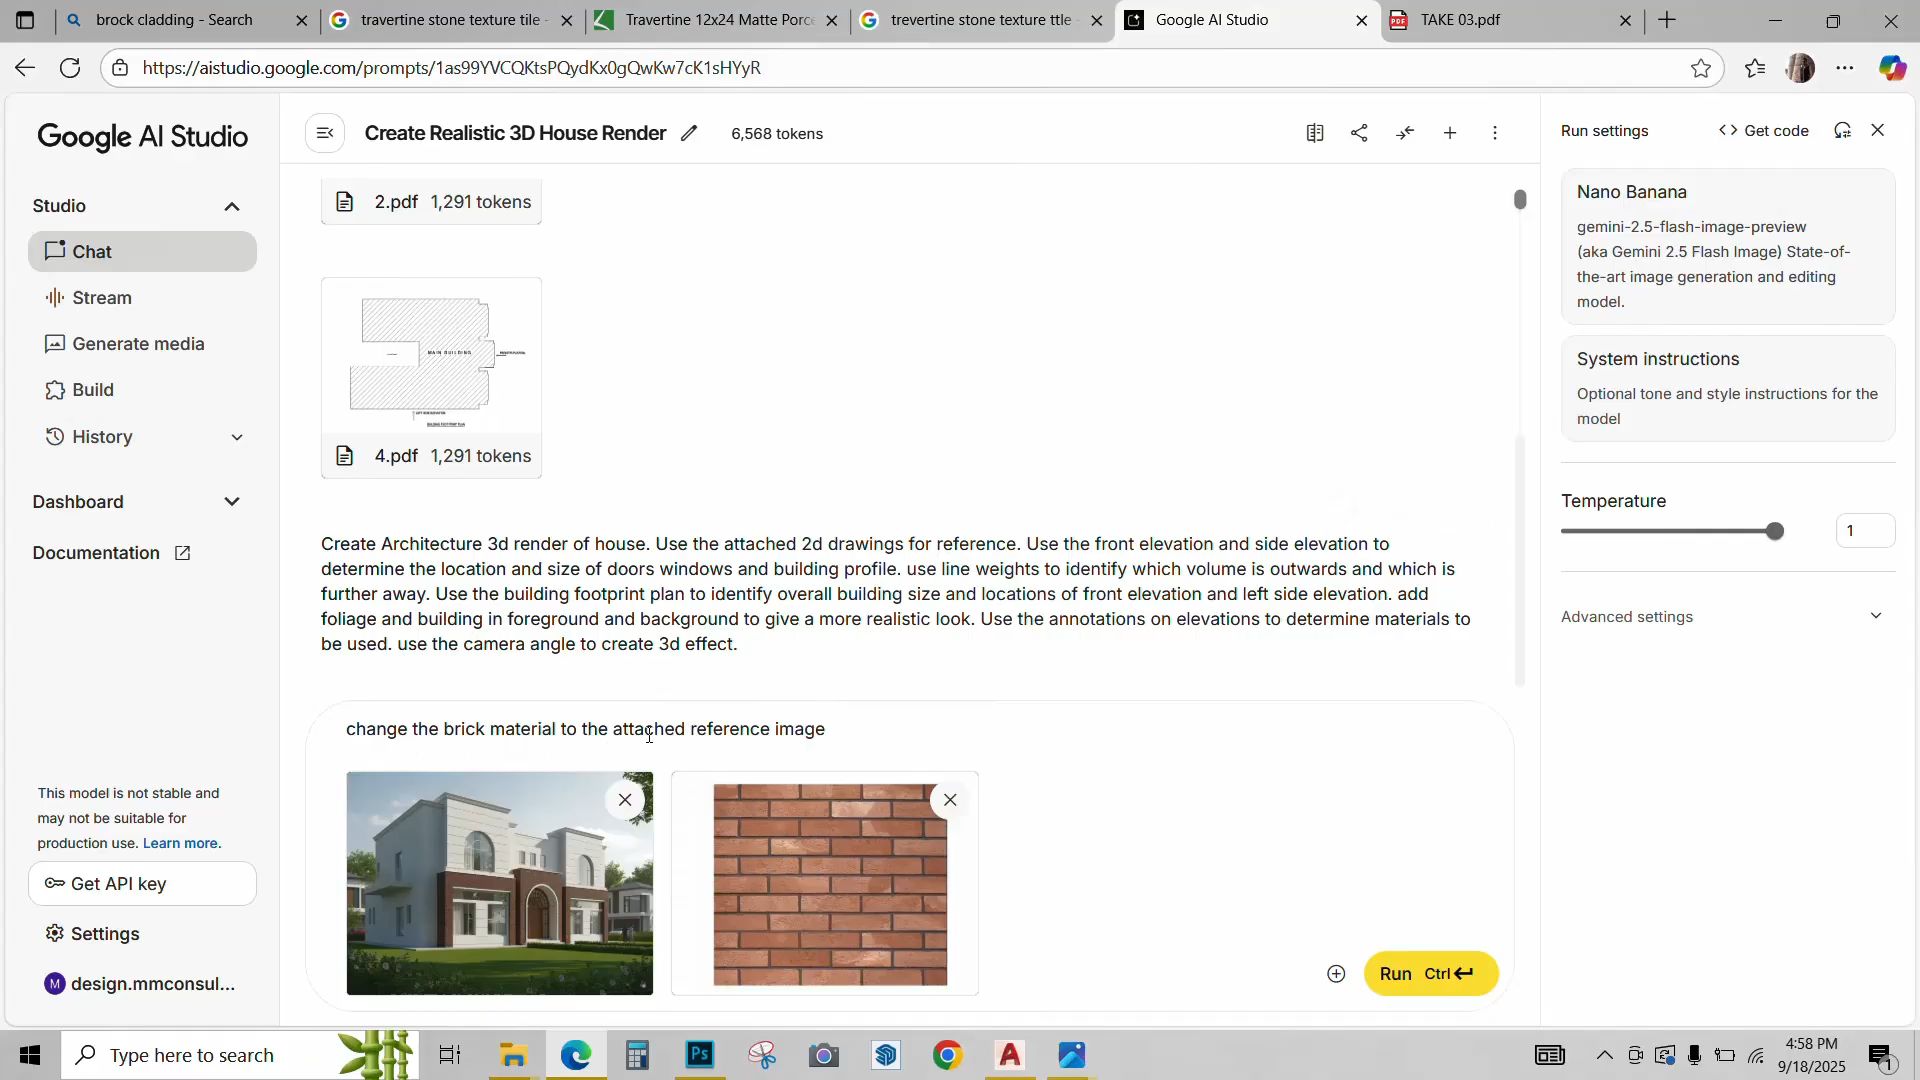 brock cladding - Search
travertine stone texture tile -
Travertine 12x24 Matte Porce
trevertine stone texture ttle
Google AI Studio
TAKE 03.pdf
https://aistudio.google.com/prompts/1as99YVCQKtsPQydKx0gQwKw7cK1sHYyR
Google AI Studio
Create Realistic 3D House Render
6,568 tokens
Run settings
Get code
Studio
Chat
Stream
Generate media
Build
History
Dashboard
Documentation
2.pdf 1,291 tokens
MAIN BUILDING
BUILDING FOOTPRINT PLAN
4.pdf 1,291 tokens
Create Architecture 3d render of house. Use the attached 2d drawings for reference. Use the front elevation and side elevation to
determine the location and size of doors windows and building profile. use line weights to identify which volume is outwards and which is
further away. Use the building footprint plan to identify overall building size and locations of front elevation and left side elevation. add
foliage and building in foreground and background to give a more realistic look. Use the annotations on elevations to determine materials to
be used. use the camera angle to create 3d effect.
change the brick material to the attached reference image
Run Ctrl
Nano Banana
gemini-2.5-flash-image-preview
(aka Gemini 2.5 Flash Image) State-of-
the-art image generation and editing
model.
System instructions
Optional tone and style instructions for the
model
Temperature
1
Advanced settings
This model is not stable and
may not be suitable for
production use. Learn more.
Get API key
Settings
M design.mmconsul...
Type here to search
Ps
4:58 PM
9/18/2025
1